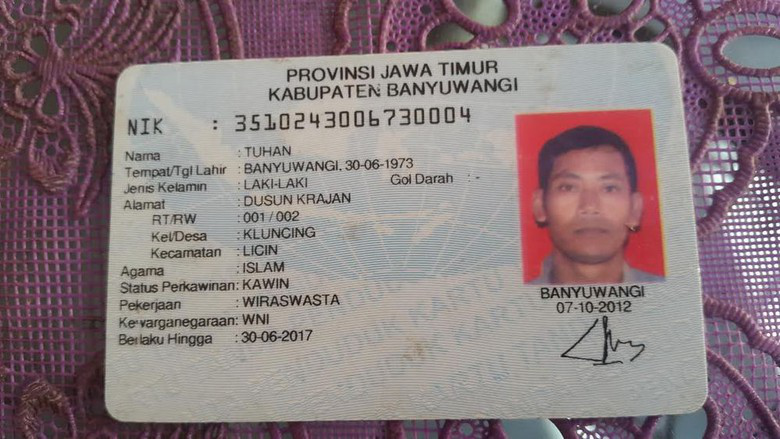 PROVINSI JAWA TIMUR
KABUPATEN BANYUWANGI
NIK : 3510243006730004
Nama : TUHAN
Tempat/Tgl Lahir : BANYUWANGI. 30-06-1973
Jenis Kelamin : LAKI-LAKI Gol Darah : -
Alamat : DUSUN KRAJAN
RT/RW : 001 / 002
Kel/Desa : KLUNCING
Kecamatan : LICIN
Agama : ISLAM
Status Perkawinan: KAWIN
Pekerjaan : WIRASWASTA
Kewarganegaraan: WNI
Berlaku Hingga : 30-06-2017
BANYUWANGI
07-10-2012